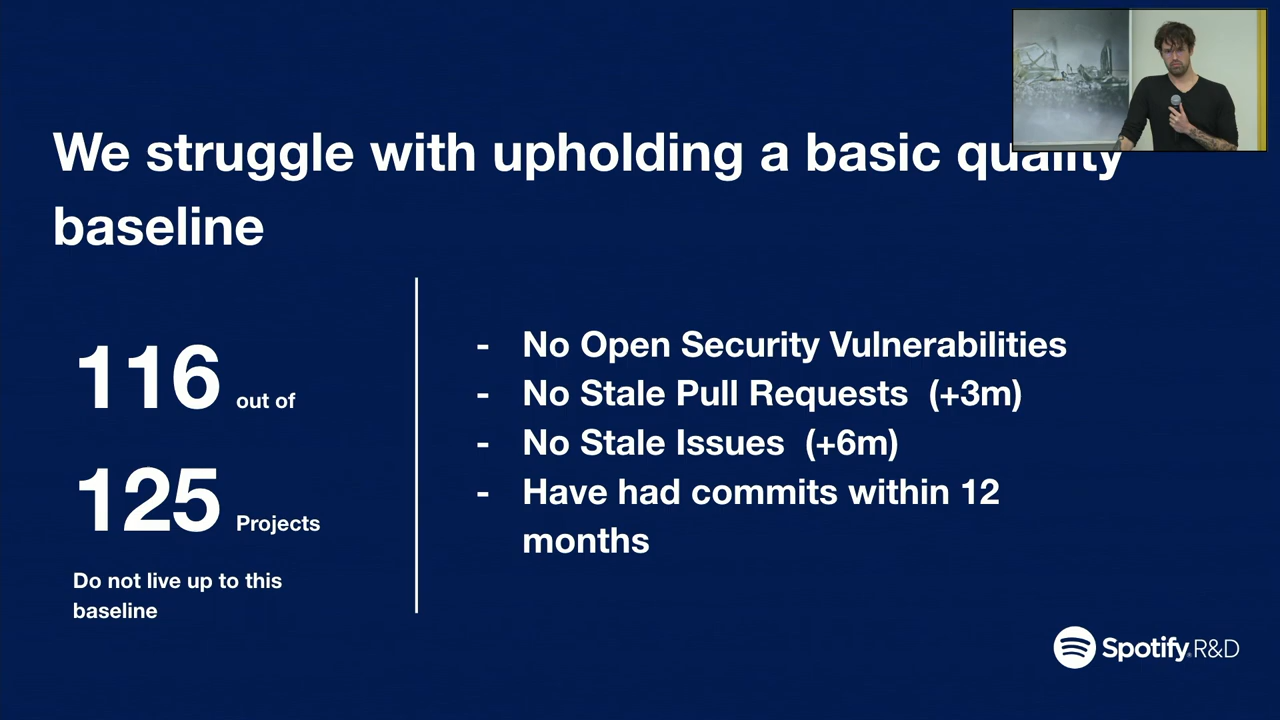 We struggle with upholding a basic quality
baseline
116 out of
125 Projects
Do not live up to this
baseline
- No Open Security Vulnerabilities
- No Stale Pull Requests (+3m)
- No Stale Issues (+6m)
- Have had commits within 12
months
Spotify R&D